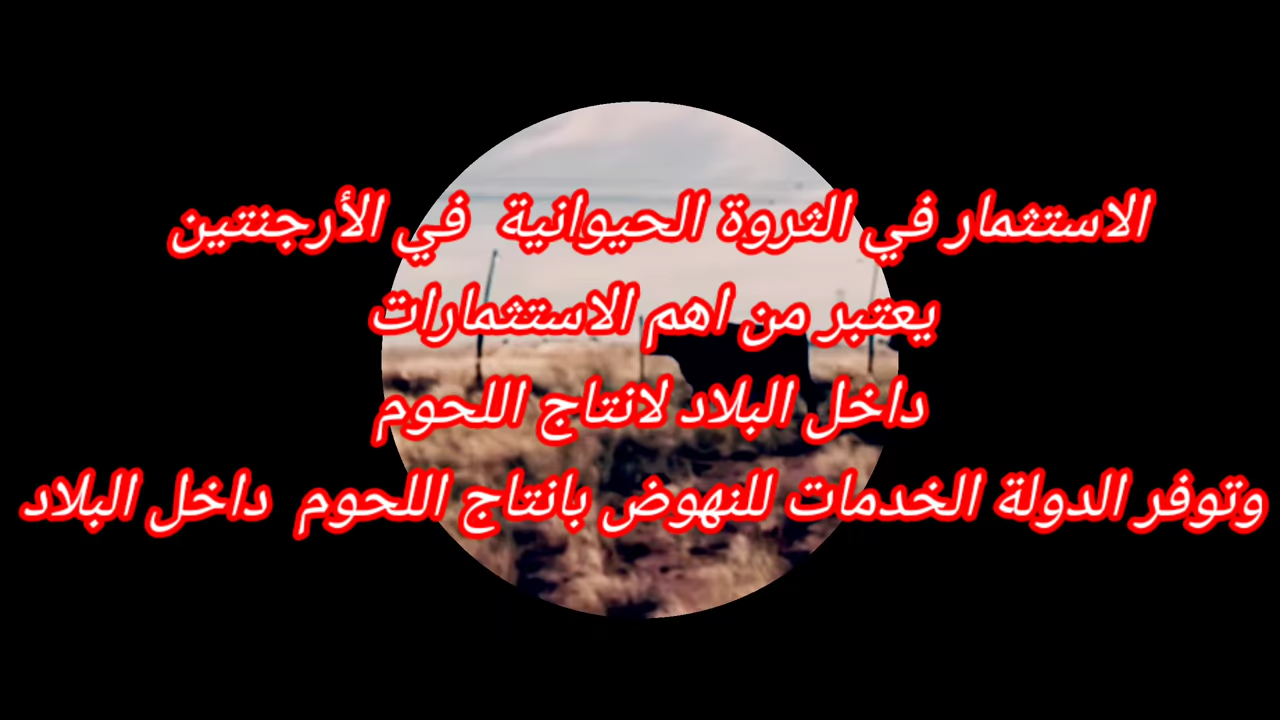 الاستثمار في الثروة الحيوانية في الأرجنتين
يعتبر من اهم الاستثمارات
داخل البلاد لانتاج اللحوم
وتوفر الدولة الخدمات للنهوض بانتاج اللحوم داخل البلاد